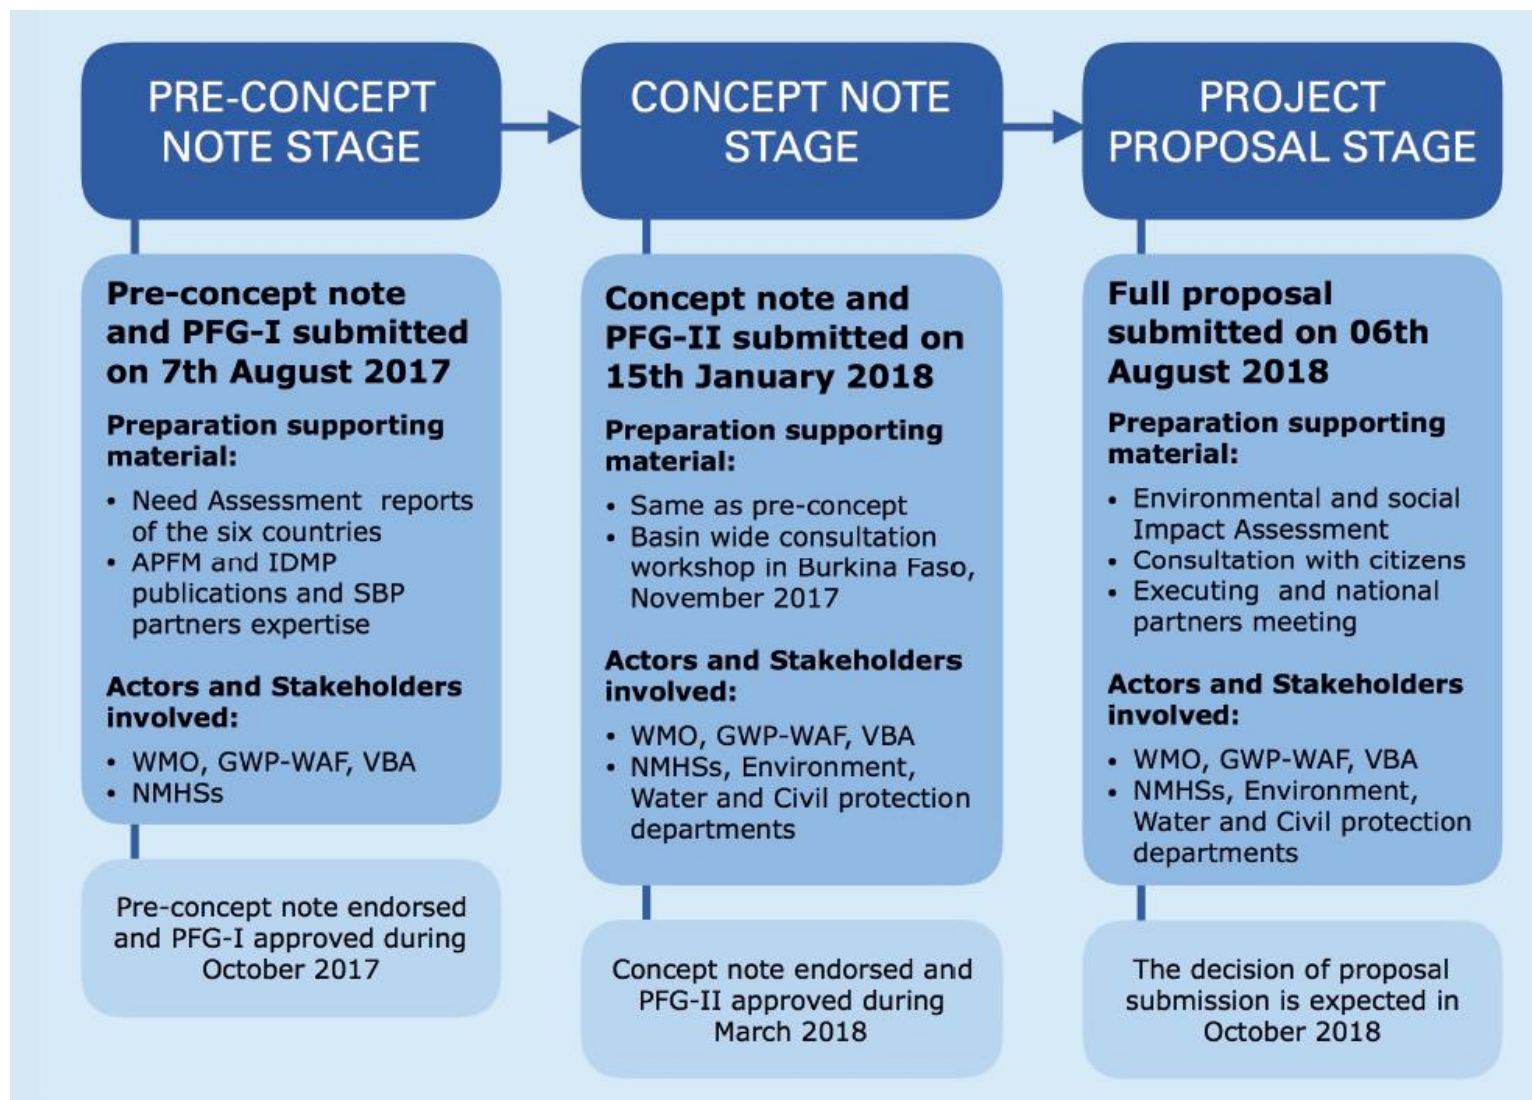 PRE-CONCEPT
NOTE STAGE
Pre-concept note
and PFG-I submitted
on 7th August 2017
Preparation supporting
material:
• Need Assessment reports
of the six countries
• APFM and IDMP
publications and SBP
partners expertise
Actors and Stakeholders
involved:
• WMO, GWP-WAF, VBA
• NMHSs
Pre-concept note endorsed
and PFG-I approved during
October 2017
CONCEPT NOTE
STAGE
Concept note and
PFG-II submitted on
15th January 2018
Preparation supporting
material:
• Same as pre-concept
• Basin wide consultation
workshop in Burkina Faso,
November 2017
Actors and Stakeholders
involved:
• WMO, GWP-WAF, VBA
• NMHSs, Environment,
Water and Civil protection
departments
Concept note endorsed and
PFG-II approved during
March 2018
PROJECT
PROPOSAL STAGE
Full proposal
submitted on 06th
August 2018
Preparation supporting
material:
• Environmental and social
Impact Assessment
• Consultation with citizens
• Executing and national
partners meeting
Actors and Stakeholders
involved:
• WMO, GWP-WAF, VBA
• NMHSs, Environment,
Water and Civil protection
departments
The decision of proposal
submission is expected in
October 2018